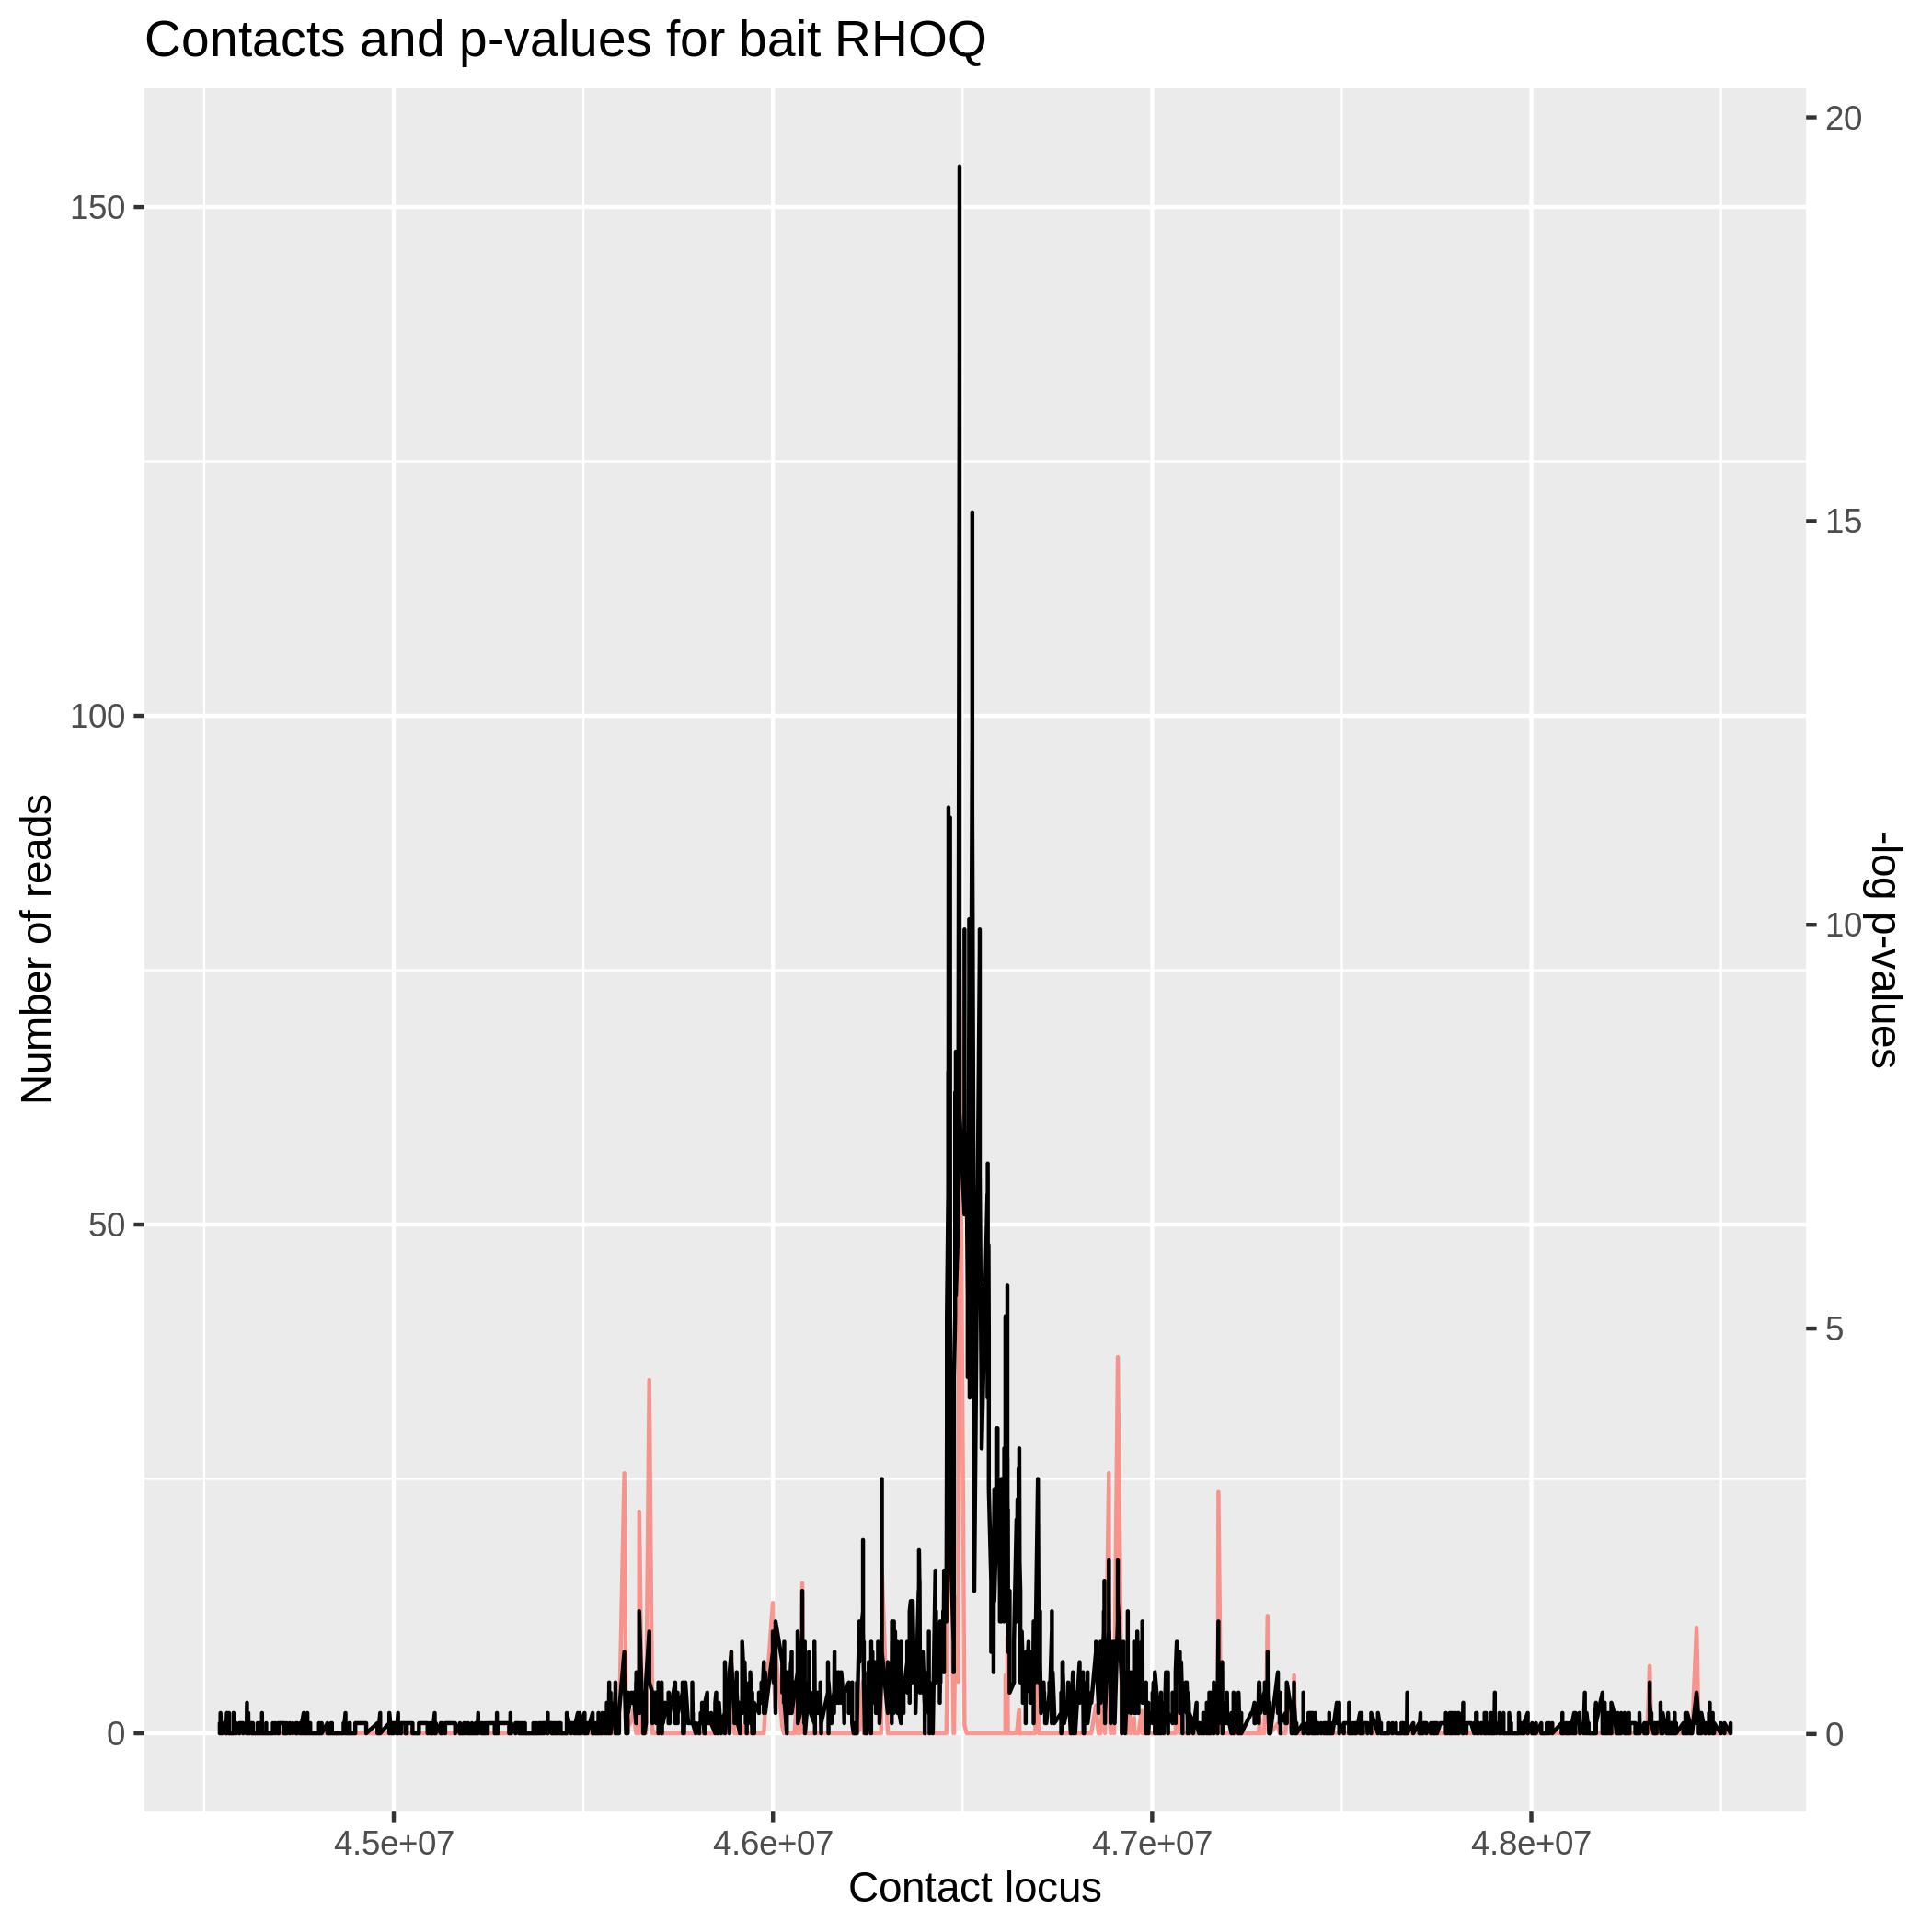 Contacts and p-values for bait RHOQ
150
100
50
0
Number of reads
20
15
10
5
0
-log p-values
4.5e+07
4.6e+07
4.7e+07
4.8e+07
Contact locus